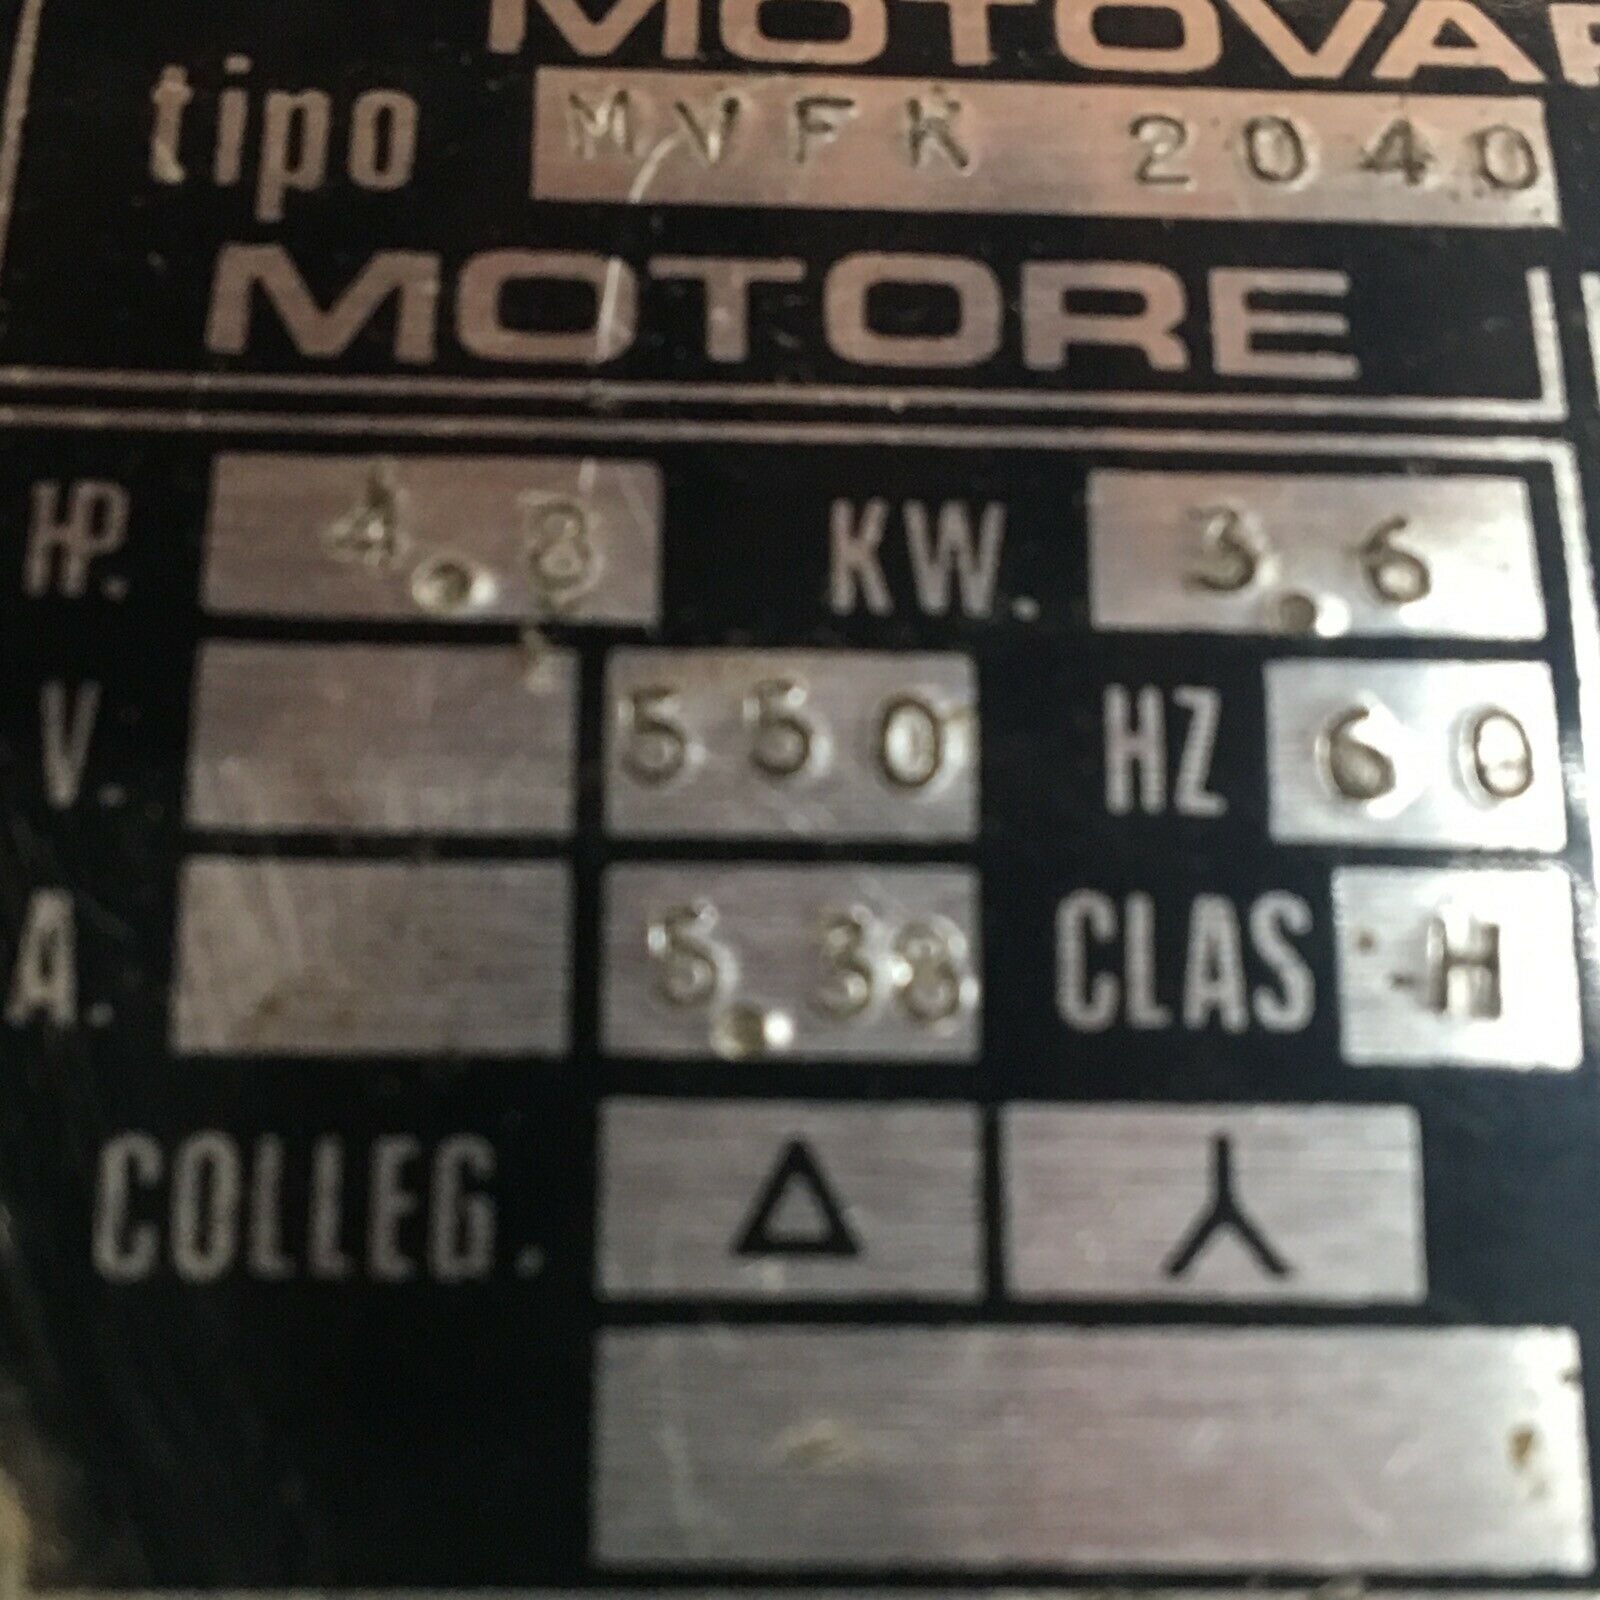 MOTOVAR
tipo MVFK 2040
MOTORE
HP. 4.8 KW. 3.6
V. 550 HZ 60
A. 5.38 CLAS H
COLLEG. Δ